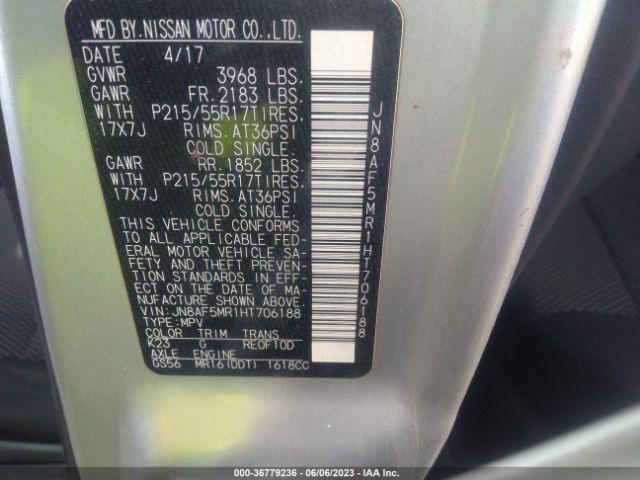 MFD BY.NISSAN MOTOR CO.,LTD.
DATE 4/17
GVWR 3968 LBS.
GAWR FR.2183 LBS.
WITH P215/55R17TIRES.
17X7J RIMS.AT36PSI
COLD SINGLE.
GAWR RR.1852 LBS.
WITH P215/55R17TIRES.
17X7J RIMS.AT36PSI
COLD SINGLE.
THIS VEHICLE CONFORMS
TO ALL APPLICABLE FED-
ERAL MOTOR VEHICLE SA-
FETY AND THEFT PREVEN-
TION STANDARDS IN EFF-
ECT ON THE DATE OF MA-
NUFACTURE SHOWN ABOVE.
VIN:JN8AF5MR1HT706188
TYPE:MPV
COLOR TRIM TRANS
K23 G RE0F10D
AXLE ENGINE
GS56 MR16(DDT) 1618CC
JN8AF5MR1HT706188
000-36779236 - 06/06/2023 - IAA Inc.